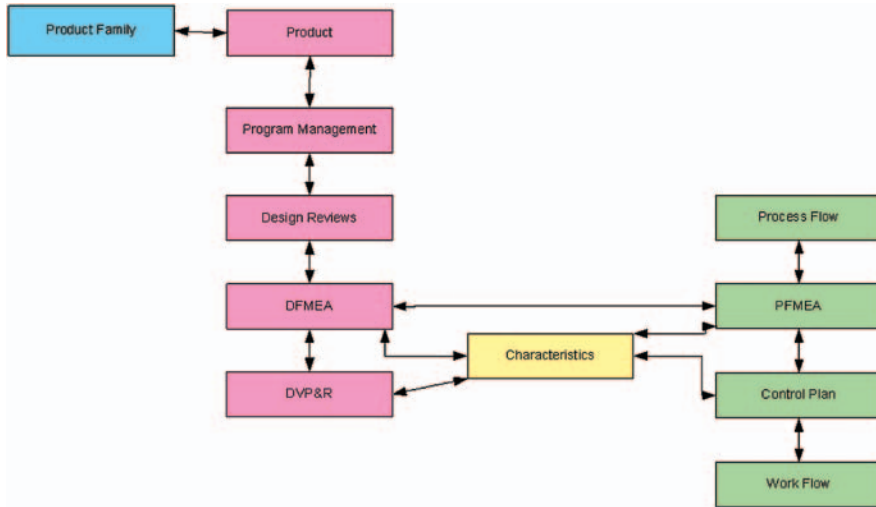 Product Family
Product
Program Management
Design Reviews
Process Flow
DFMEA
PFMEA
Characteristics
DVP&R
Control Plan
Work Flow